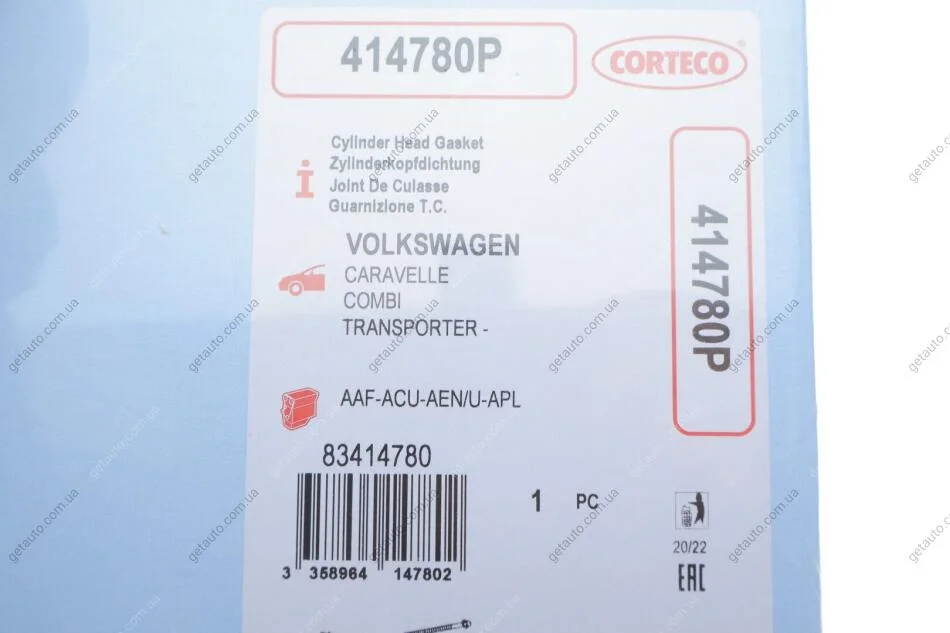 414780P
CORTECO
Cylinder Head Gasket
Zylinderkopfdichtung
Joint De Culasse
Guarnizione T.C.
414780P
VOLKSWAGEN
CARAVELLE
COMBI
TRANSPORTER -
AAF-ACU-AEN/U-APL
83414780
1 PC
3 358964 147802
20/22
EAC
getauto.com.ua